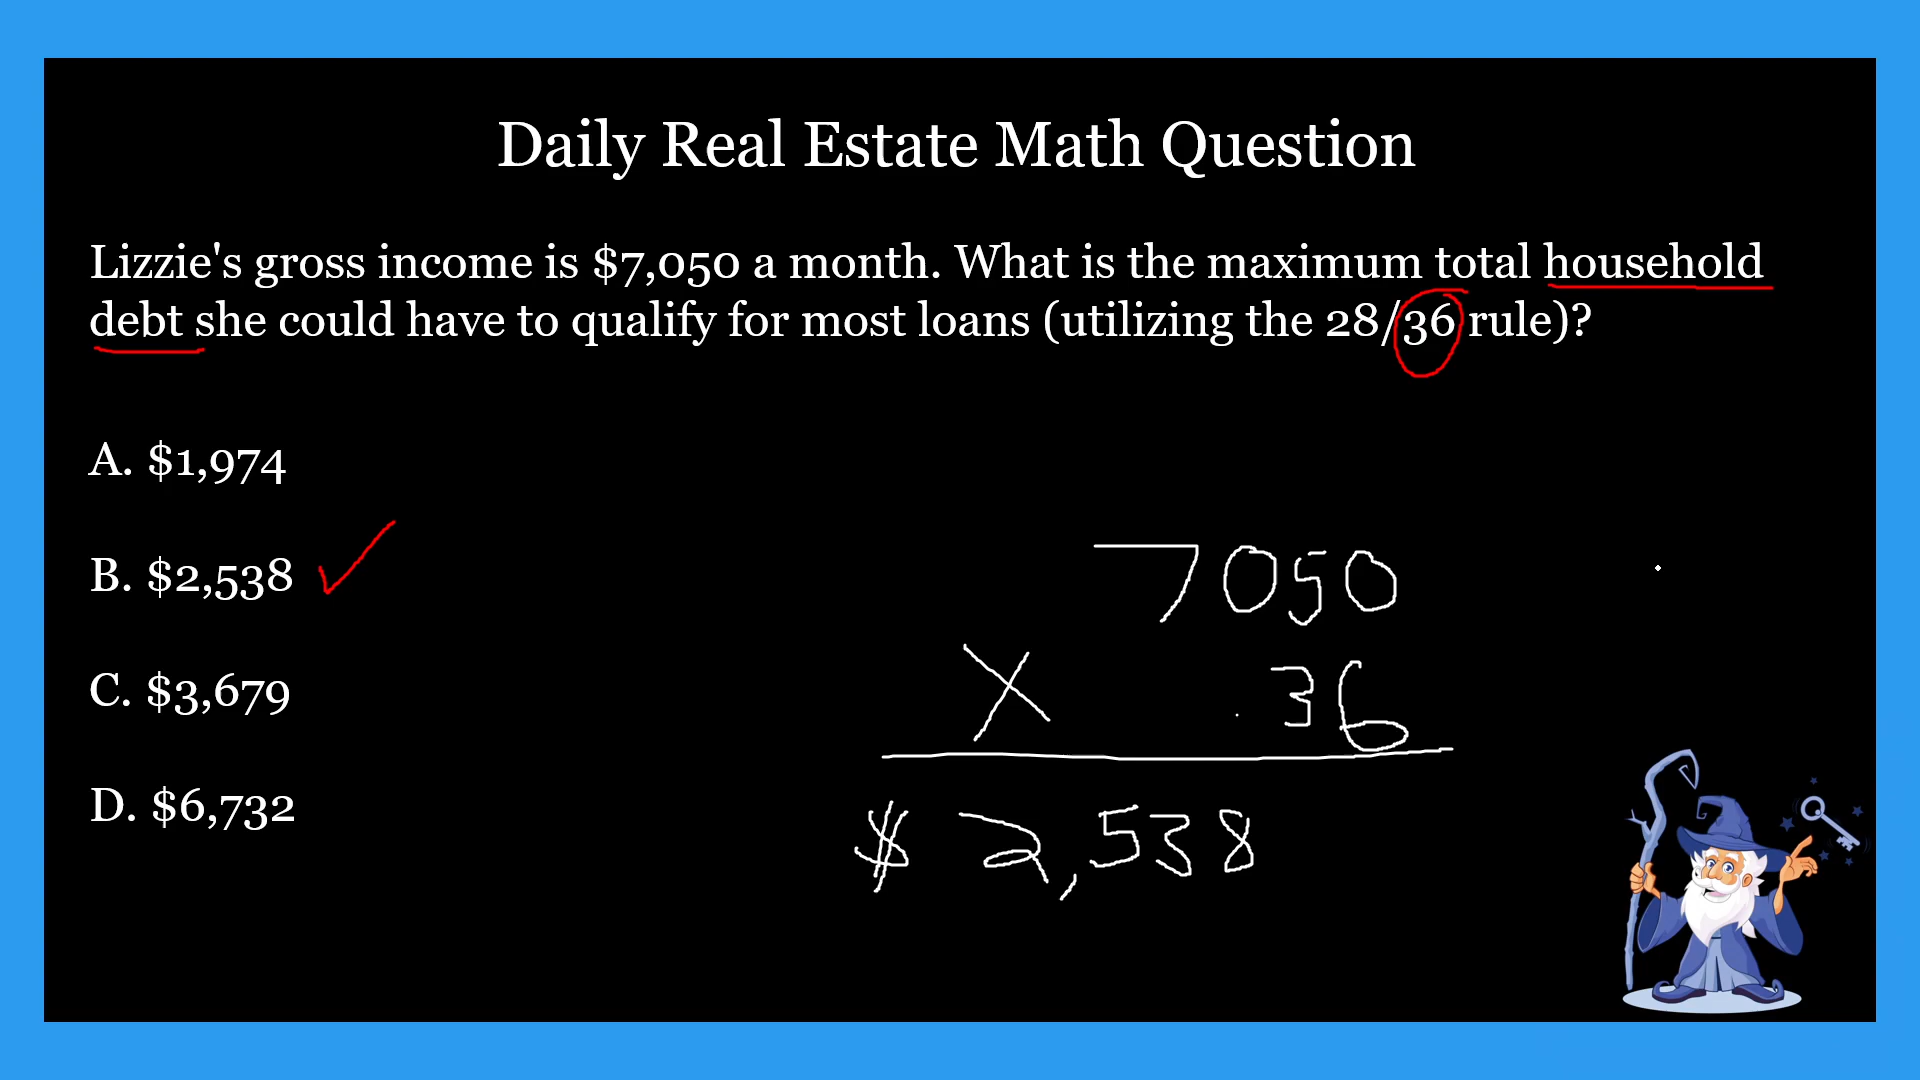 Daily Real Estate Math Question
Lizzie's gross income is $7,050 a month. What is the maximum total household
debt she could have to qualify for most loans (utilizing the 28/36 rule)?
A. $1,974
B. $2,538
C. $3,679
D. $6,732
7050
X .36
$ 2,538